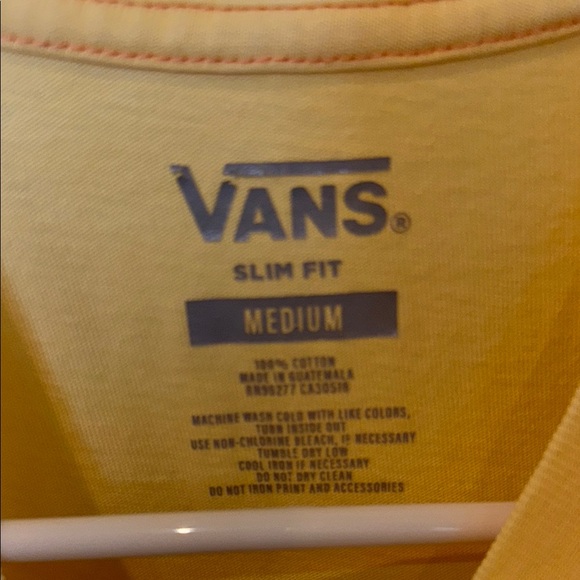 VANS®
SLIM FIT
MEDIUM
100% COTTON
MADE IN GUATEMALA
RN96277 CA30516
MACHINE WASH COLD WITH LIKE COLORS,
TURN INSIDE OUT
USE NON-CHLORINE BLEACH, IF NECESSARY
TUMBLE DRY LOW
COOL IRON IF NECESSARY
DO NOT DRY CLEAN
DO NOT IRON PRINT AND ACCESSORIES